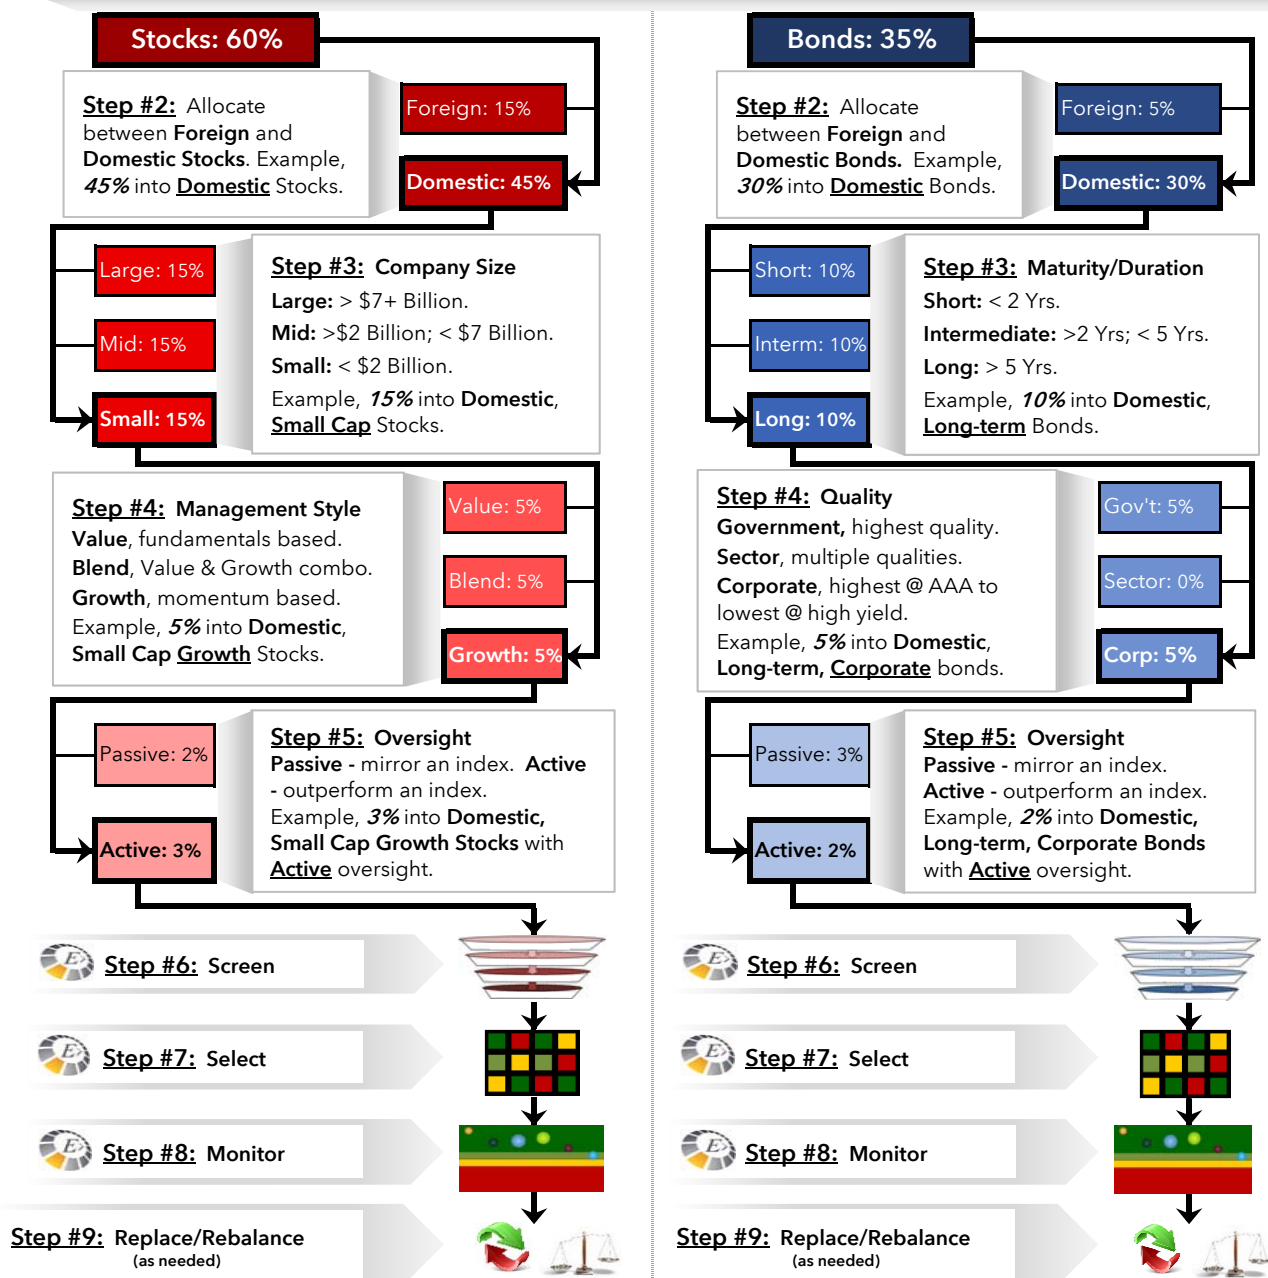 Stocks: 60%
Step #2: Allocate
between Foreign and
Domestic Stocks. Example,
45% into Domestic Stocks.
Foreign: 15%
Domestic: 45%
Large: 15%
Mid: 15%
Small: 15%
Step #3: Company Size
Large: > $7+ Billion.
Mid: >$2 Billion; < $7 Billion.
Small: < $2 Billion.
Example, 15% into Domestic,
Small Cap Stocks.
Step #4: Management Style
Value, fundamentals based.
Blend, Value & Growth combo.
Growth, momentum based.
Example, 5% into Domestic,
Small Cap Growth Stocks.
Value: 5%
Blend: 5%
Growth: 5%
Passive: 2%
Active: 3%
Step #5: Oversight
Passive - mirror an index. Active
- outperform an index.
Example, 3% into Domestic,
Small Cap Growth Stocks with
Active oversight.
E
Step #6: Screen
E
Step #7: Select
E
Step #8: Monitor
Step #9: Replace/Rebalance
(as needed)
Bonds: 35%
Step #2: Allocate
between Foreign and
Domestic Bonds. Example,
30% into Domestic Bonds.
Foreign: 5%
Domestic: 30%
Short: 10%
Interm: 10%
Long: 10%
Step #3: Maturity/Duration
Short: < 2 Yrs.
Intermediate: >2 Yrs; < 5 Yrs.
Long: > 5 Yrs.
Example, 10% into Domestic,
Long-term Bonds.
Step #4: Quality
Government, highest quality.
Sector, multiple qualities.
Corporate, highest @ AAA to
lowest @ high yield.
Example, 5% into Domestic,
Long-term, Corporate bonds.
Gov't: 5%
Sector: 0%
Corp: 5%
Passive: 3%
Active: 2%
Step #5: Oversight
Passive - mirror an index.
Active - outperform an index.
Example, 2% into Domestic,
Long-term, Corporate Bonds
with Active oversight.
E
Step #6: Screen
E
Step #7: Select
E
Step #8: Monitor
Step #9: Replace/Rebalance
(as needed)